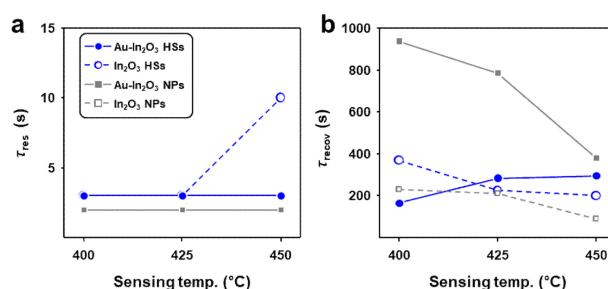 a
15
10
5
τres (s)
Au-In₂O₃ HSs
In₂O₃ HSs
Au-In₂O₃ NPs
In₂O₃ NPs
400 425 450
Sensing temp. (°C)
b
1000
800
600
400
200
τrecov (s)
400 425 450
Sensing temp. (°C)